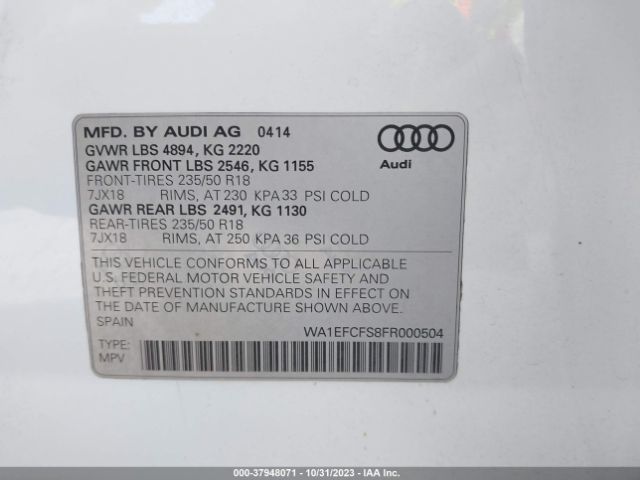 MFD. BY AUDI AG 0414
GVWR LBS 4894, KG 2220
GAWR FRONT LBS 2546, KG 1155
FRONT-TIRES 235/50 R18
7JX18 RIMS, AT 230 KPA 33 PSI COLD
GAWR REAR LBS 2491, KG 1130
REAR-TIRES 235/50 R18
7JX18 RIMS, AT 250 KPA 36 PSI COLD
Audi
THIS VEHICLE CONFORMS TO ALL APPLICABLE
U.S. FEDERAL MOTOR VEHICLE SAFETY AND
THEFT PREVENTION STANDARDS IN EFFECT ON
THE DATE OF MANUFACTURE SHOWN ABOVE.
SPAIN
WA1EFCFS8FR000504
TYPE:
MPV
000-37948071 - 10/31/2023 - IAAI.COM